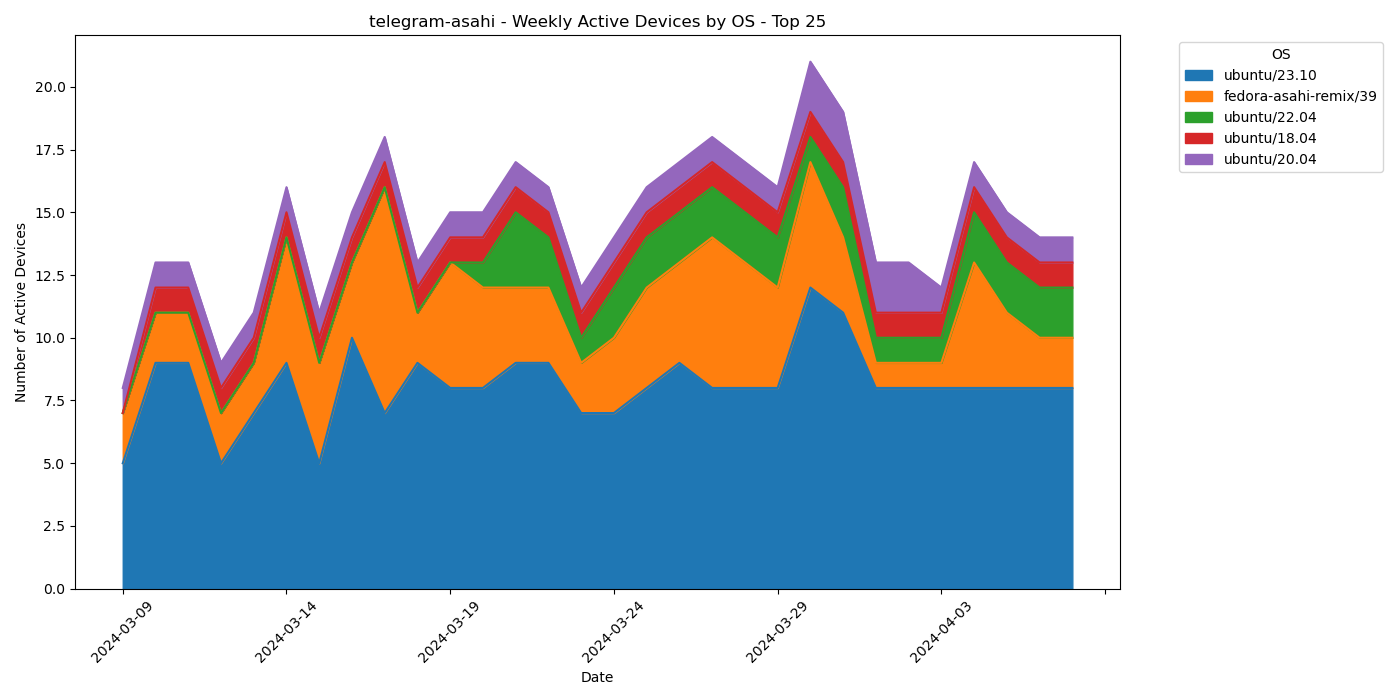 telegram-asahi - Weekly Active Devices by OS - Top 25
OS
ubuntu/23.10
fedora-asahi-remix/39
ubuntu/22.04
ubuntu/18.04
ubuntu/20.04
Number of Active Devices
20.0
17.5
15.0
12.5
10.0
7.5
5.0
2.5
0.0
2024-03-09
2024-03-14
2024-03-19
2024-03-24
2024-03-29
2024-04-03
Date